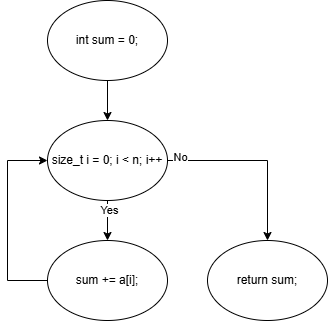 int sum = 0;
size_t i = 0; i < n; i++
No
Yes
sum += a[i];
return sum;